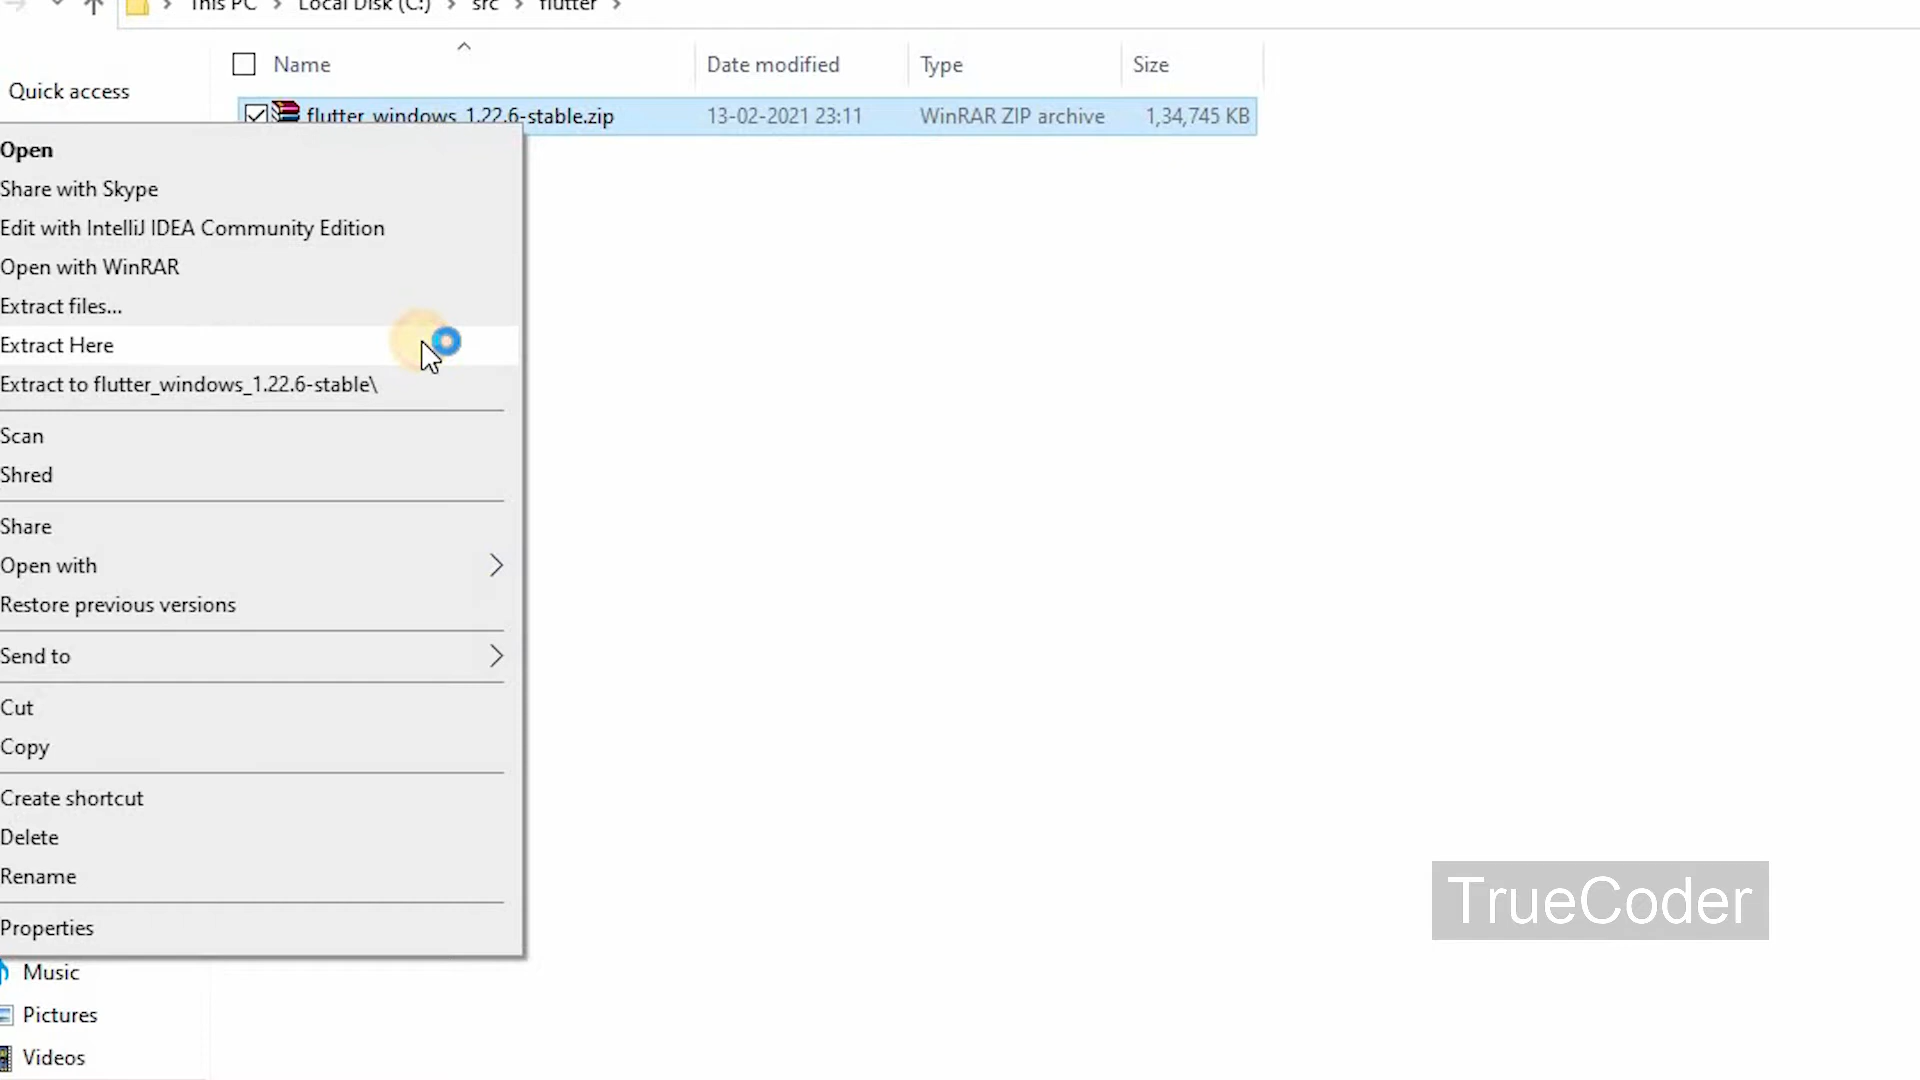 This PC > Local Disk (C:) > src > flutter >
Name
Date modified
Type
Size
Quick access
flutter_windows_1.22.6-stable.zip
13-02-2021 23:11
WinRAR ZIP archive
1,34,745 KB
Open
Share with Skype
Edit with IntelliJ IDEA Community Edition
Open with WinRAR
Extract files...
Extract Here
Extract to flutter_windows_1.22.6-stable\
Scan
Shred
Share
Open with
Restore previous versions
Send to
Cut
Copy
Create shortcut
Delete
Rename
Properties
TrueCoder
Music
Pictures
Videos